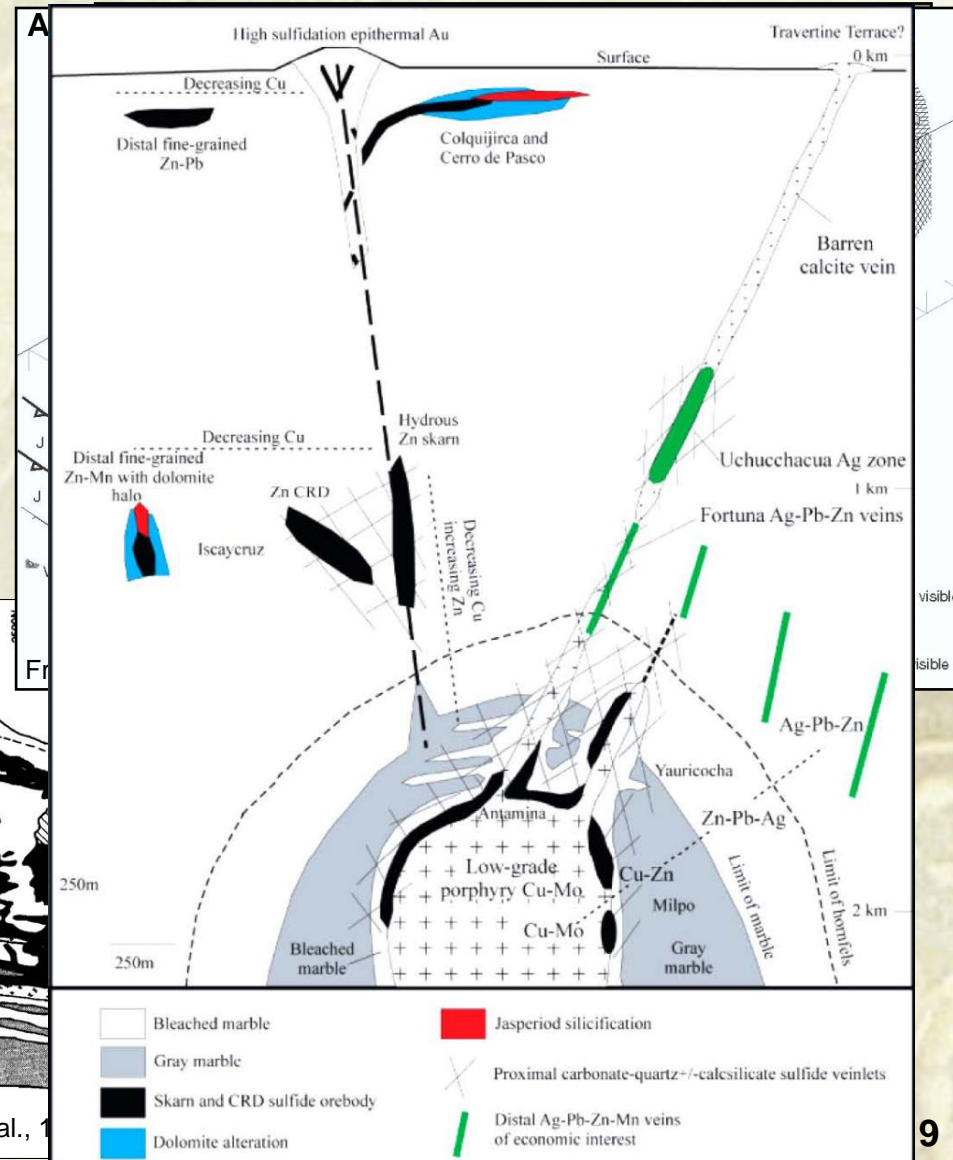 A
High sulfidation epithermal Au
Travertine Terrace?
Surface
0 km
Decreasing Cu
Distal fine-grained
Zn-Pb
Colquijirca and
Cerro de Pasco
Barren
calcite vein
Hydrous
Zn skarn
Decreasing Cu
Distal fine-grained
Zn-Mn with dolomite
halo
Zn CRD
Iscaycruz
Decreasing Cu
increasing Zn
Uchucchacua Ag zone
1 km
Fortuna Ag-Pb-Zn veins
J
J
visible
visible
Fr
Ag-Pb-Zn
Yauricocha
Zn-Pb-Ag
Antamina
Low-grade
porphyry Cu-Mo
Cu-Zn
Cu-Mo
Milpo
Limit of marble
Limit of hornfels
250m
250m
2 km
Bleached
marble
Gray
marble
Bleached marble
Gray marble
Skarn and CRD sulfide orebody
Dolomite alteration
Jasperiod silicification
Proximal carbonate-quartz+/-calcsilicate sulfide veinlets
Distal Ag-Pb-Zn-Mn veins
of economic interest
al., 1
9